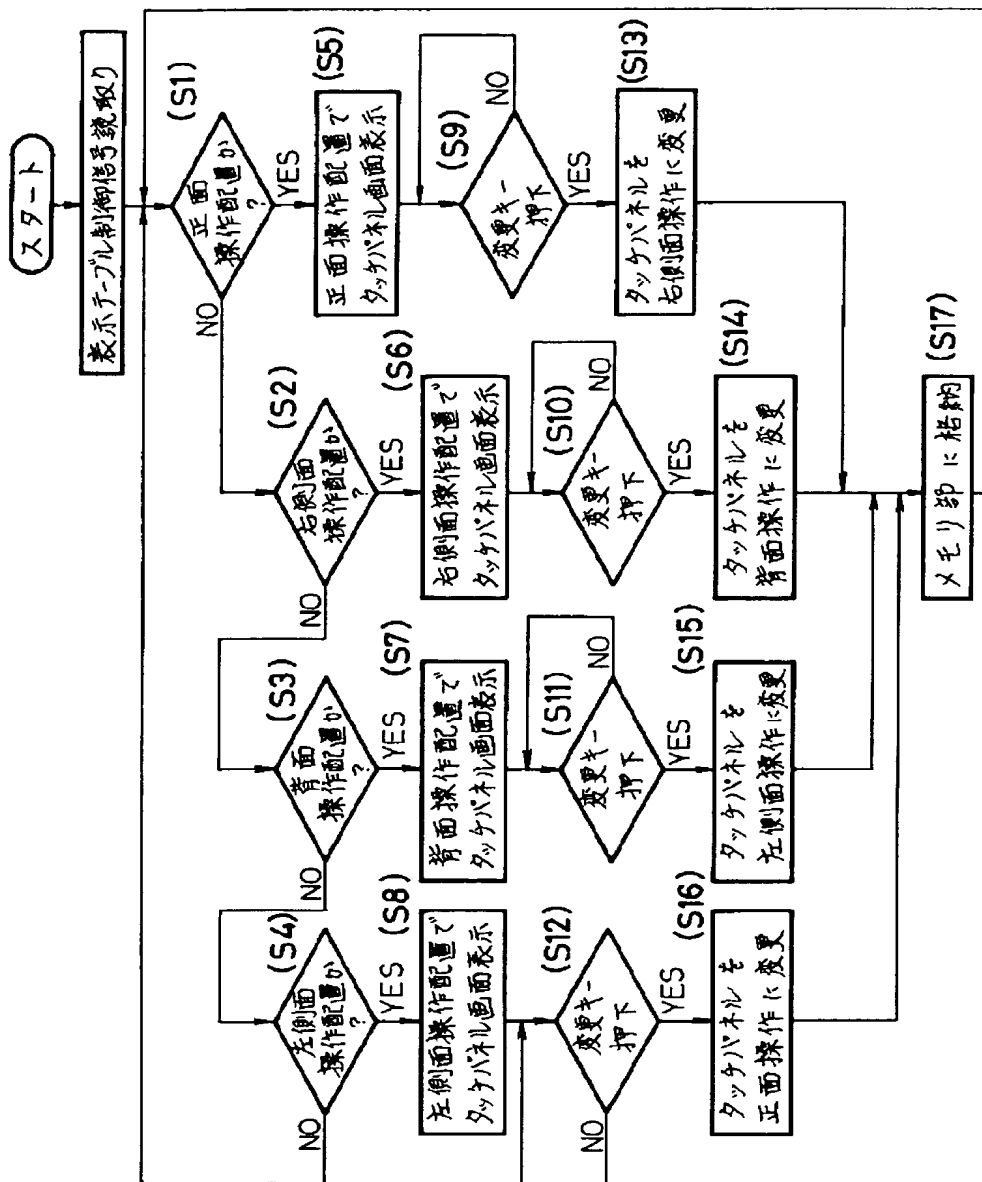 スタート
表示テーブル制御信号読取り
(S1)
正面
操作配置か
?
YES
NO
(S5)
正面操作配置で
タッチパネル画面表示
(S9)
変更キー
押下
NO
YES
(S13)
タッチパネルを
右側面操作に変更
(S2)
右側面
操作配置か
?
YES
NO
(S6)
右側面操作配置で
タッチパネル画面表示
(S10)
変更キー
押下
NO
YES
(S14)
タッチパネルを
背面操作に変更
(S3)
背面
操作配置か
?
YES
NO
(S7)
背面操作配置で
タッチパネル画面表示
(S11)
変更キー
押下
NO
YES
(S15)
タッチパネルを
左側面操作に変更
(S4)
左側面
操作配置か
?
YES
NO
(S8)
左側面操作配置で
タッチパネル画面表示
(S12)
変更キー
押下
NO
YES
(S16)
タッチパネルを
正面操作に変更
(S17)
メモリ部に格納